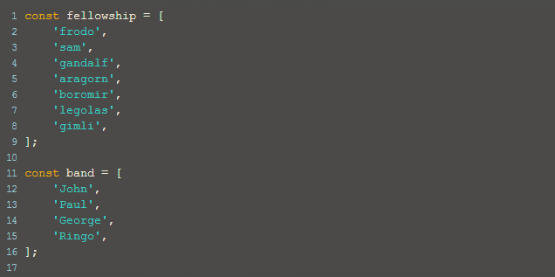 1 const fellowship = [
2     'frodo',
3     'sam',
4     'gandalf',
5     'aragorn',
6     'boromir',
7     'legolas',
8     'gimli',
9 ];
10
11 const band = [
12     'John',
13     'Paul',
14     'George',
15     'Ringo',
16 ];
17